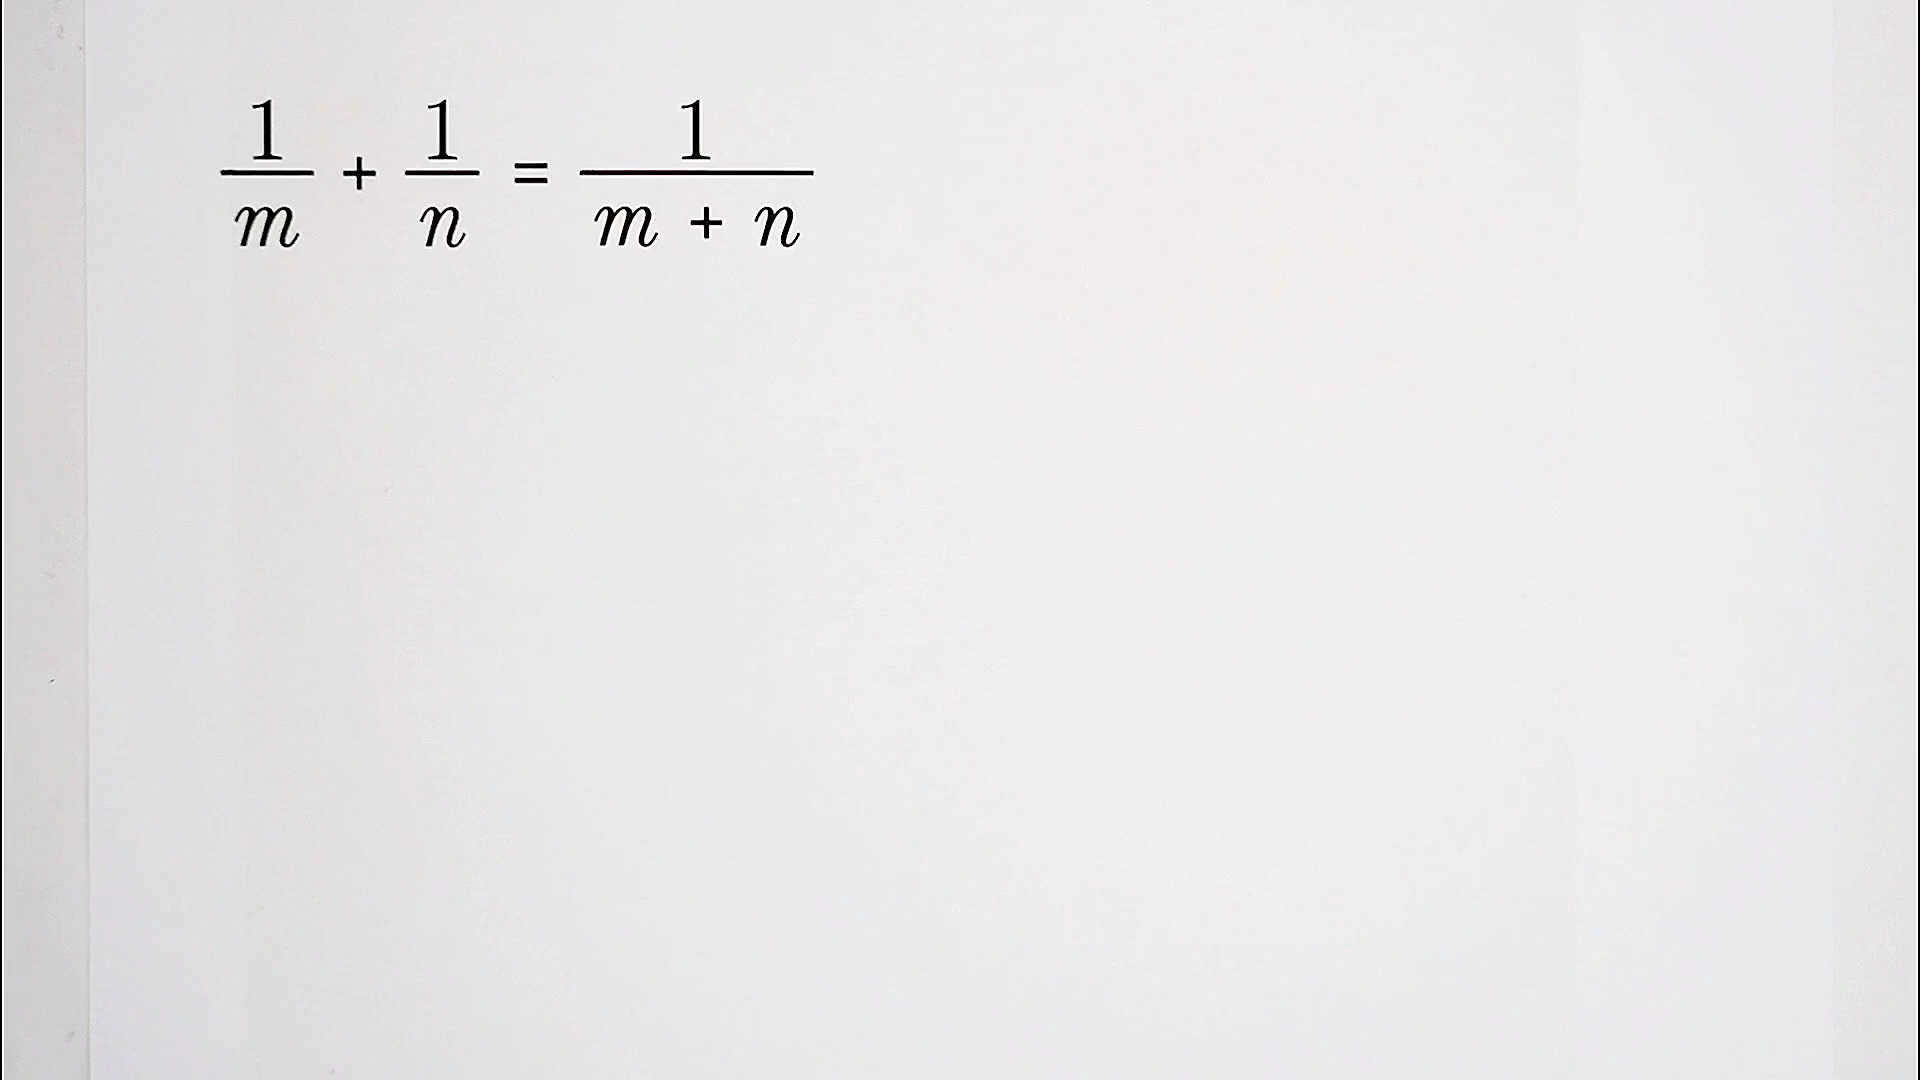 1/m + 1/n = 1/(m + n)